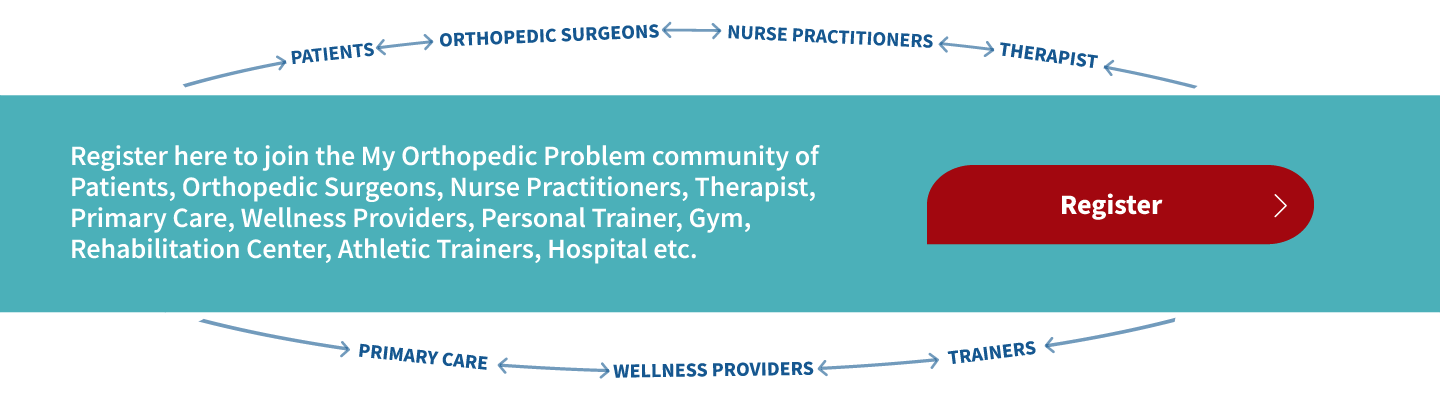 PATIENTS
ORTHOPEDIC SURGEONS
NURSE PRACTITIONERS
THERAPIST
Register here to join the My Orthopedic Problem community of
Patients, Orthopedic Surgeons, Nurse Practitioners, Therapist,
Primary Care, Wellness Providers, Personal Trainer, Gym,
Rehabilitation Center, Athletic Trainers, Hospital etc.
Register
PRIMARY CARE
WELLNESS PROVIDERS
TRAINERS